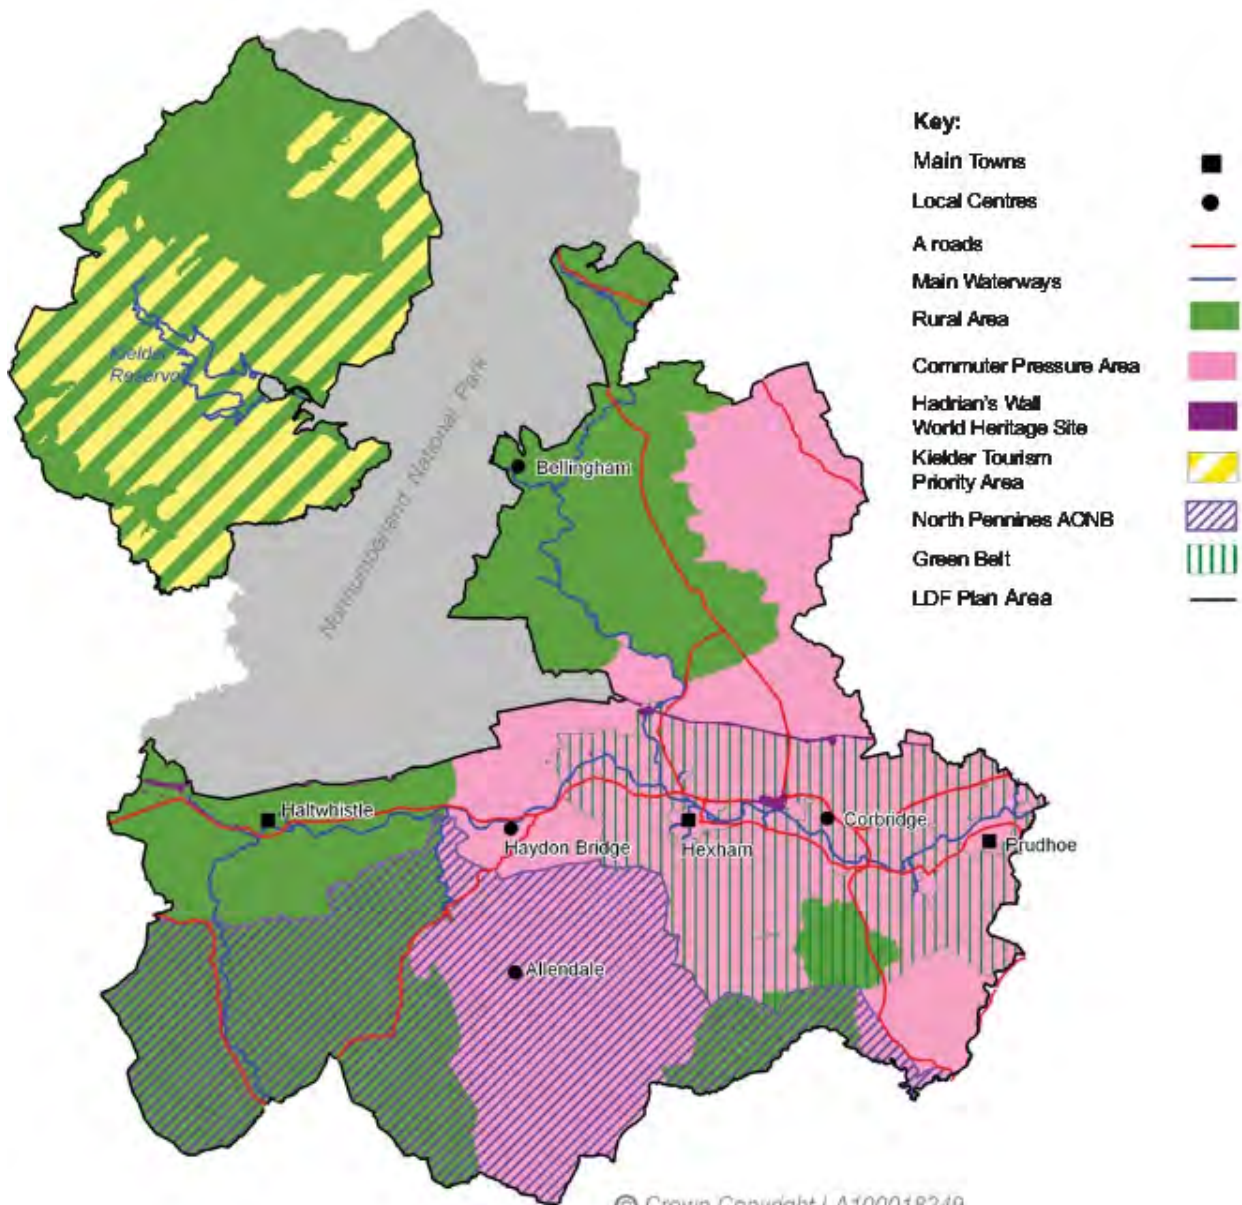 Key:
Main Towns
Local Centres
A roads
Main Waterways
Rural Area
Commuter Pressure Area
Hadrian's Wall
World Heritage Site
Kielder Tourism
Priority Area
North Pennines AONB
Green Belt
LDF Plan Area
Kielder
Reservo
Northumberland National Park
Bellingham
Haltwhistle
Haydon Bridge
Hexham
Corbridge
Prudhoe
Allendale
© Crown Copyright LA100018249